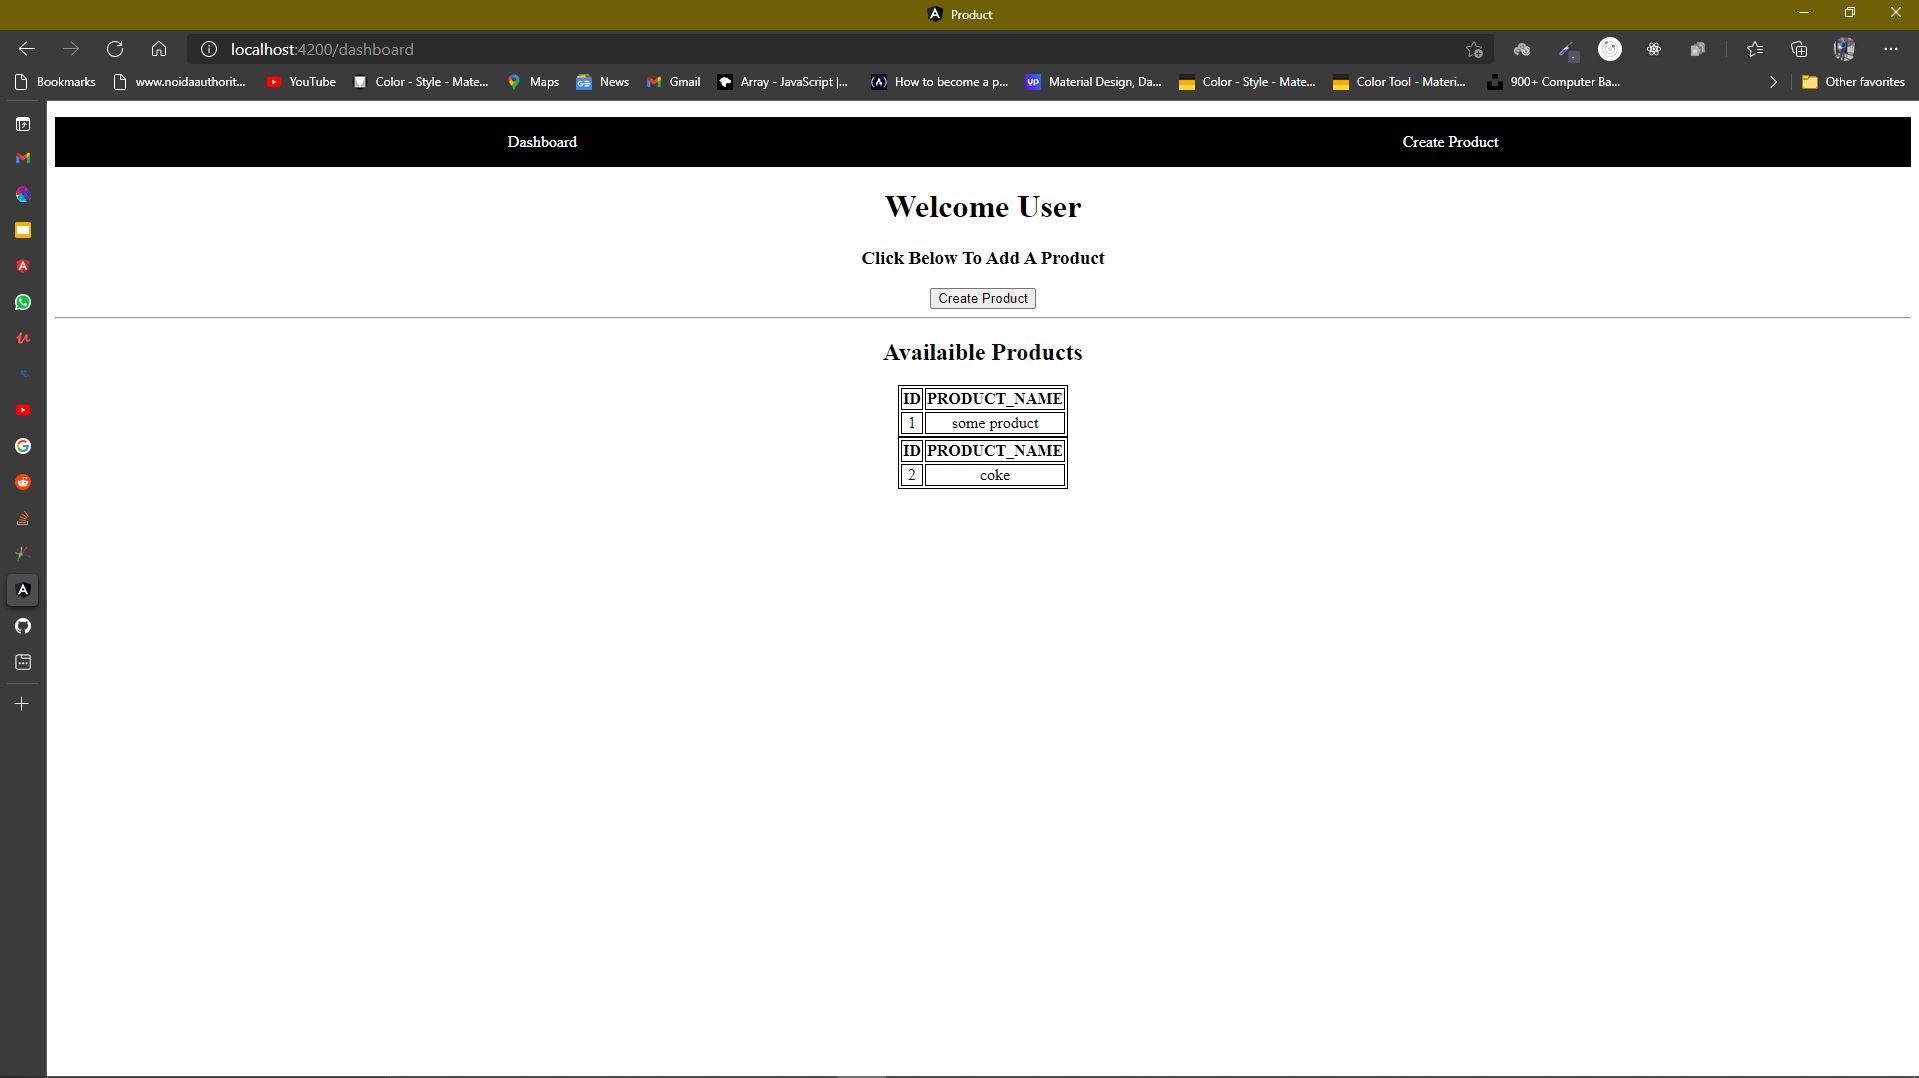 Product
localhost:4200/dashboard
Bookmarks www.noidaauthorit... YouTube Color - Style - Mate... Maps News Gmail Array - JavaScript |... How to become a p... Material Design, Da... Color - Style - Mate... Color Tool - Materi... 900+ Computer Ba... Other favorites
Dashboard Create Product
Welcome User
Click Below To Add A Product
Create Product
Availaible Products
ID PRODUCT_NAME
1 some product
ID PRODUCT_NAME
2 coke